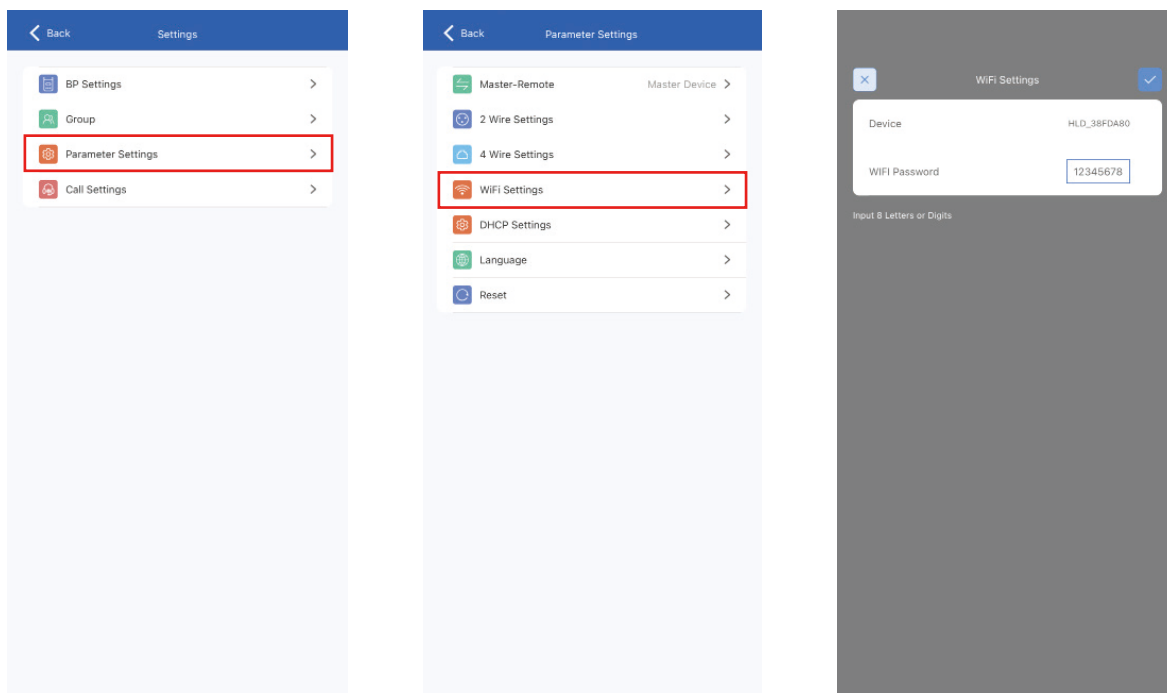 Back
Settings
BP Settings
Group
Parameter Settings
Call Settings
Back
Parameter Settings
Master-Remote Master Device
2 Wire Settings
4 Wire Settings
WiFi Settings
DHCP Settings
Language
Reset
WiFi Settings
Device HLD_38FDA80
WIFI Password 12345678
Input 8 Letters or Digits